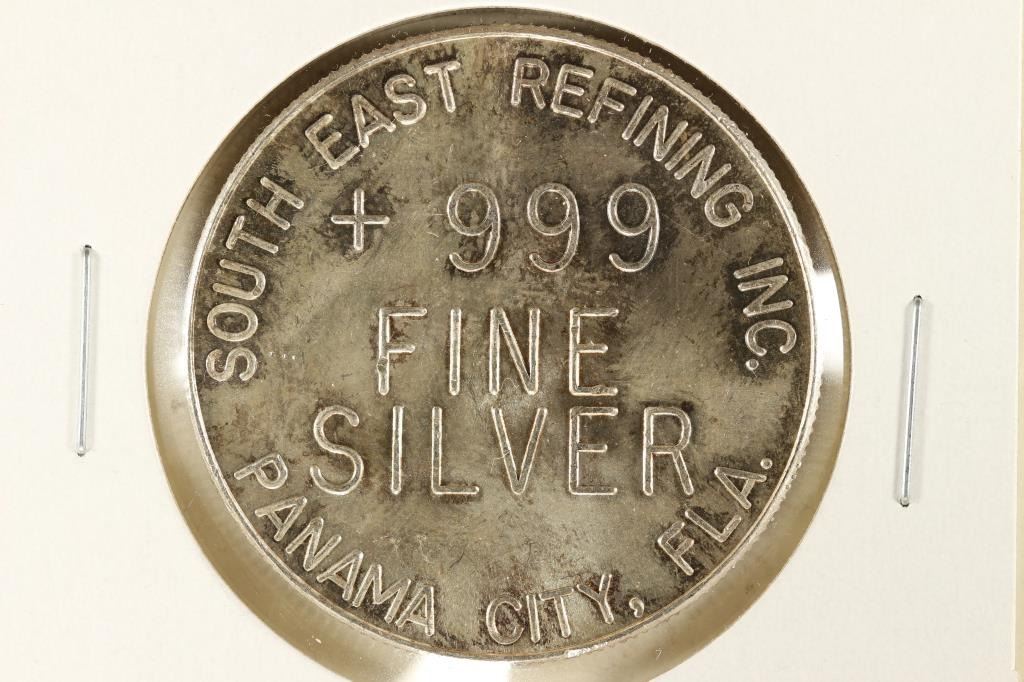 SOUTH EAST REFINING INC.
+ 999
FINE
SILVER
PANAMA CITY, FLA.